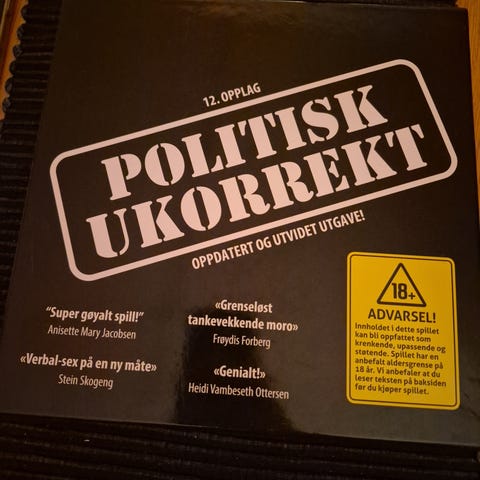 12. OPPLAG
POLITISK
UKORREKT
OPPDATERT OG UTVIDET UTGAVE!
“Super gøyalt spill!”
Anisette Mary Jacobsen
«Verbal-sex på en ny måte»
Stein Skogeng
«Grenseløst
tankevekkende moro»
Frøydis Forberg
«Genialt!»
Heidi Vambeseth Ottersen
18+
ADVARSEL!
Innholdet i dette spillet
kan bli oppfattet som
krenkende, upassende og
støtende. Spillet har en
anbefalt aldersgrense på
18 år. Vi anbefaler at du
leser teksten på baksiden
før du kjøper spillet.